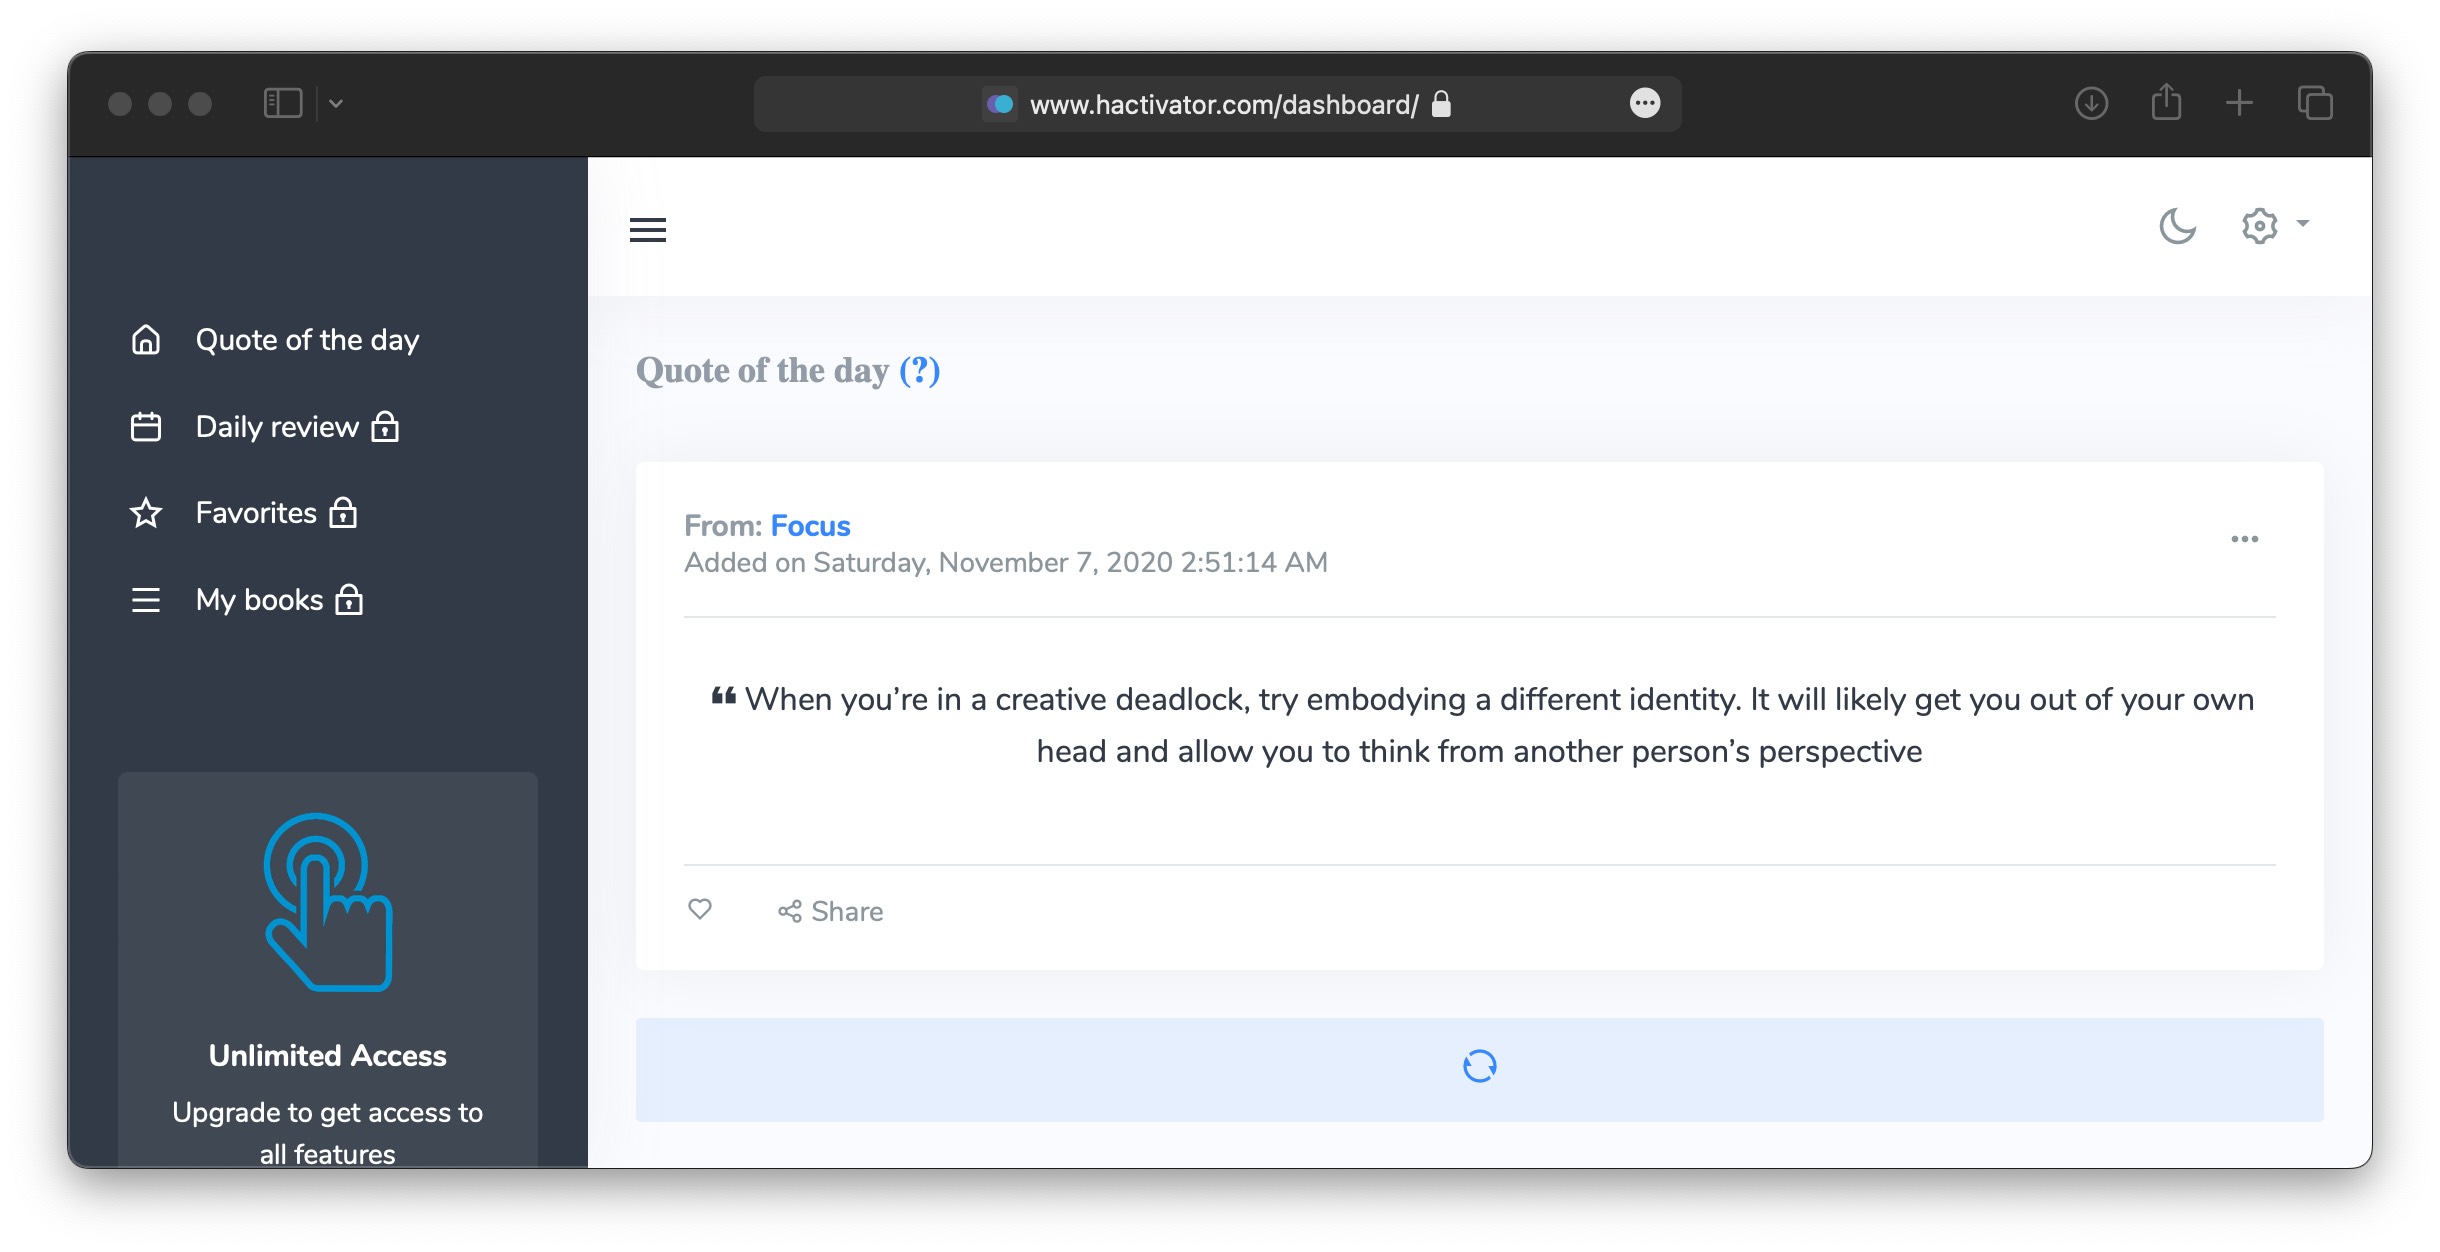 www.hactivator.com/dashboard/
Quote of the day
Daily review
Favorites
My books
Unlimited Access
Upgrade to get access to
all features
Quote of the day (?)
From: Focus
Added on Saturday, November 7, 2020 2:51:14 AM
❝ When you’re in a creative deadlock, try embodying a different identity. It will likely get you out of your own
head and allow you to think from another person’s perspective
Share